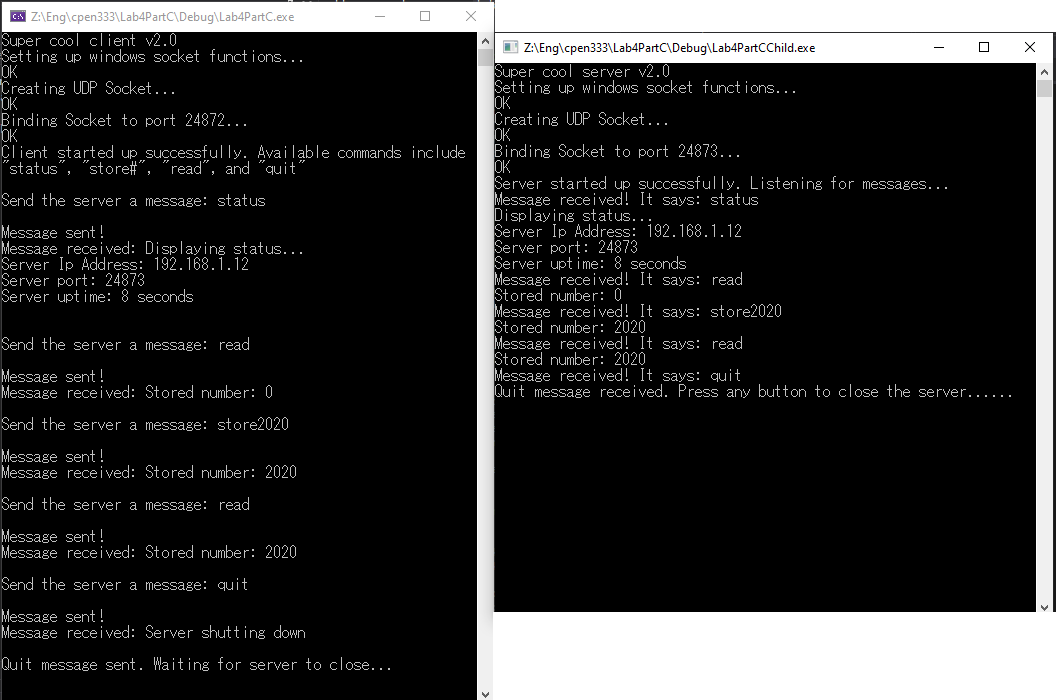 Z:\Eng\cpen333\Lab4PartC\Debug\Lab4PartC.exe
Super cool client v2.0
Setting up windows socket functions...
OK
Creating UDP Socket...
OK
Binding Socket to port 24872...
OK
Client started up successfully. Available commands include
"status", "store#", "read", and "quit"
Send the server a message: status
Message sent!
Message received: Displaying status...
Server Ip Address: 192.168.1.12
Server port: 24873
Server uptime: 8 seconds
Send the server a message: read
Message sent!
Message received: Stored number: 0
Send the server a message: store2020
Message sent!
Message received: Stored number: 2020
Send the server a message: read
Message sent!
Message received: Stored number: 2020
Send the server a message: quit
Message sent!
Message received: Server shutting down
Quit message sent. Waiting for server to close...
Z:\Eng\cpen333\Lab4PartC\Debug\Lab4PartCChild.exe
Super cool server v2.0
Setting up windows socket functions...
OK
Creating UDP Socket...
OK
Binding Socket to port 24873...
OK
Server started up successfully. Listening for messages...
Message received! It says: status
Displaying status...
Server Ip Address: 192.168.1.12
Server port: 24873
Server uptime: 8 seconds
Message received! It says: read
Stored number: 0
Message received! It says: store2020
Stored number: 2020
Message received! It says: read
Stored number: 2020
Message received! It says: quit
Quit message received. Press any button to close the server......